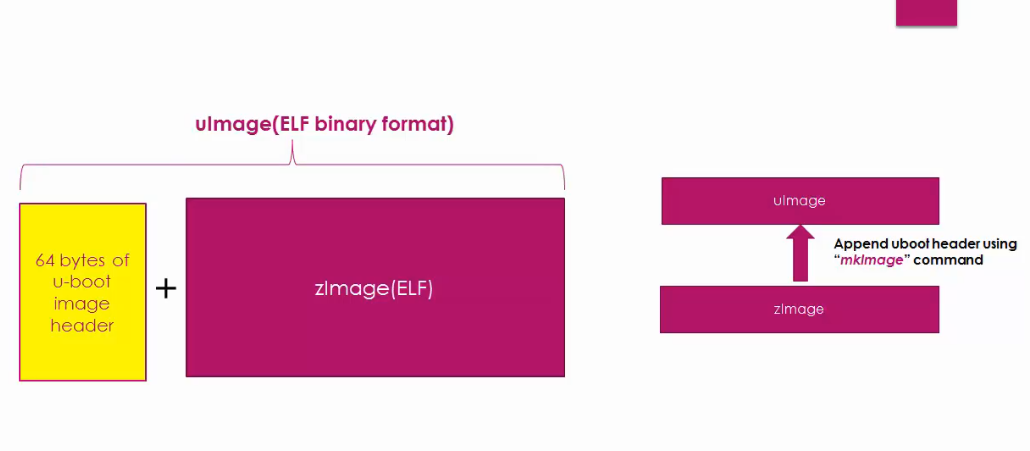 uImage(ELF binary format)
64 bytes of
u-boot
image
header
+
zImage(ELF)
uImage
Append uboot header using
“mkImage” command
zImage